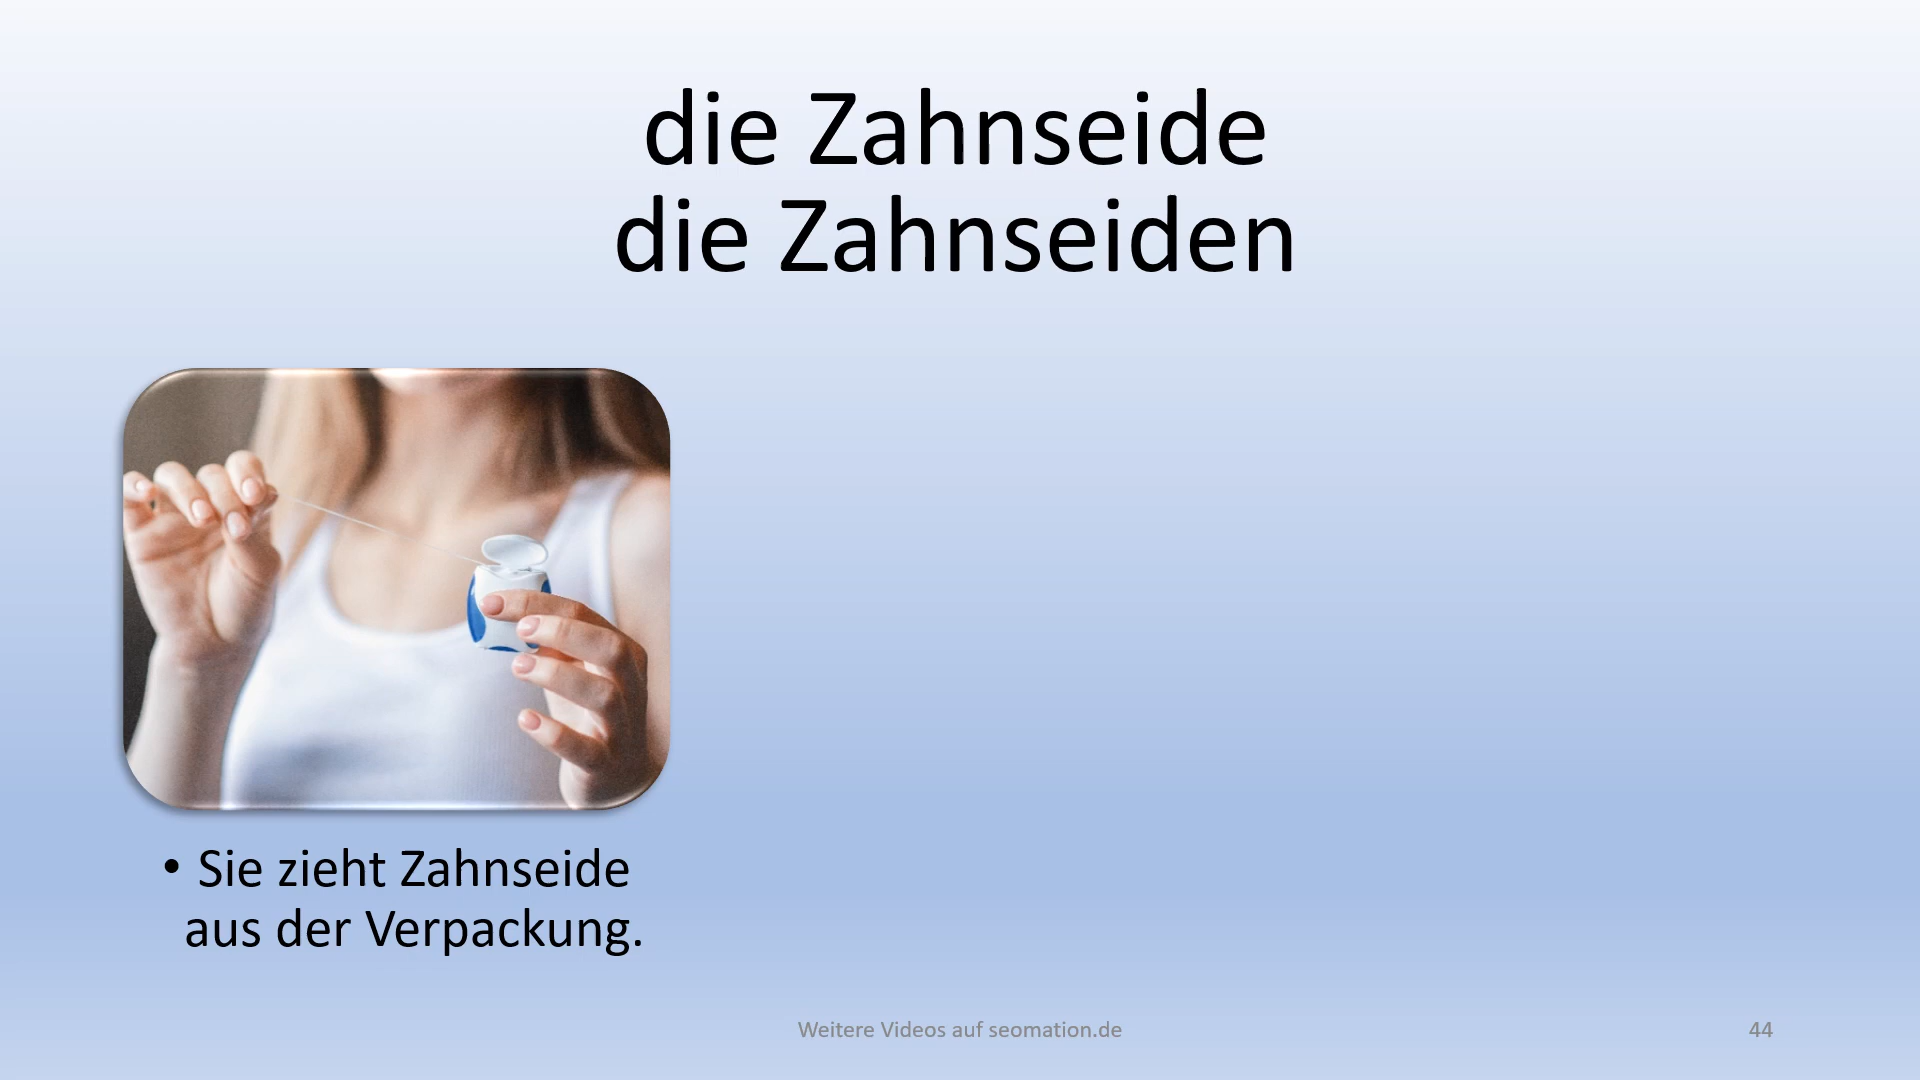 die Zahnseide
die Zahnseiden
• Sie zieht Zahnseide
aus der Verpackung.
Weitere Videos auf seomation.de
44